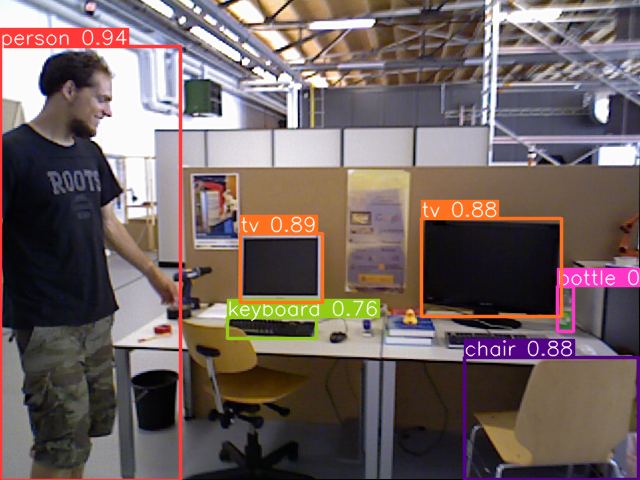 person 0.94
tv 0.89
tv 0.88
bottle 0
keyboard 0.76
chair 0.88
ROOTS